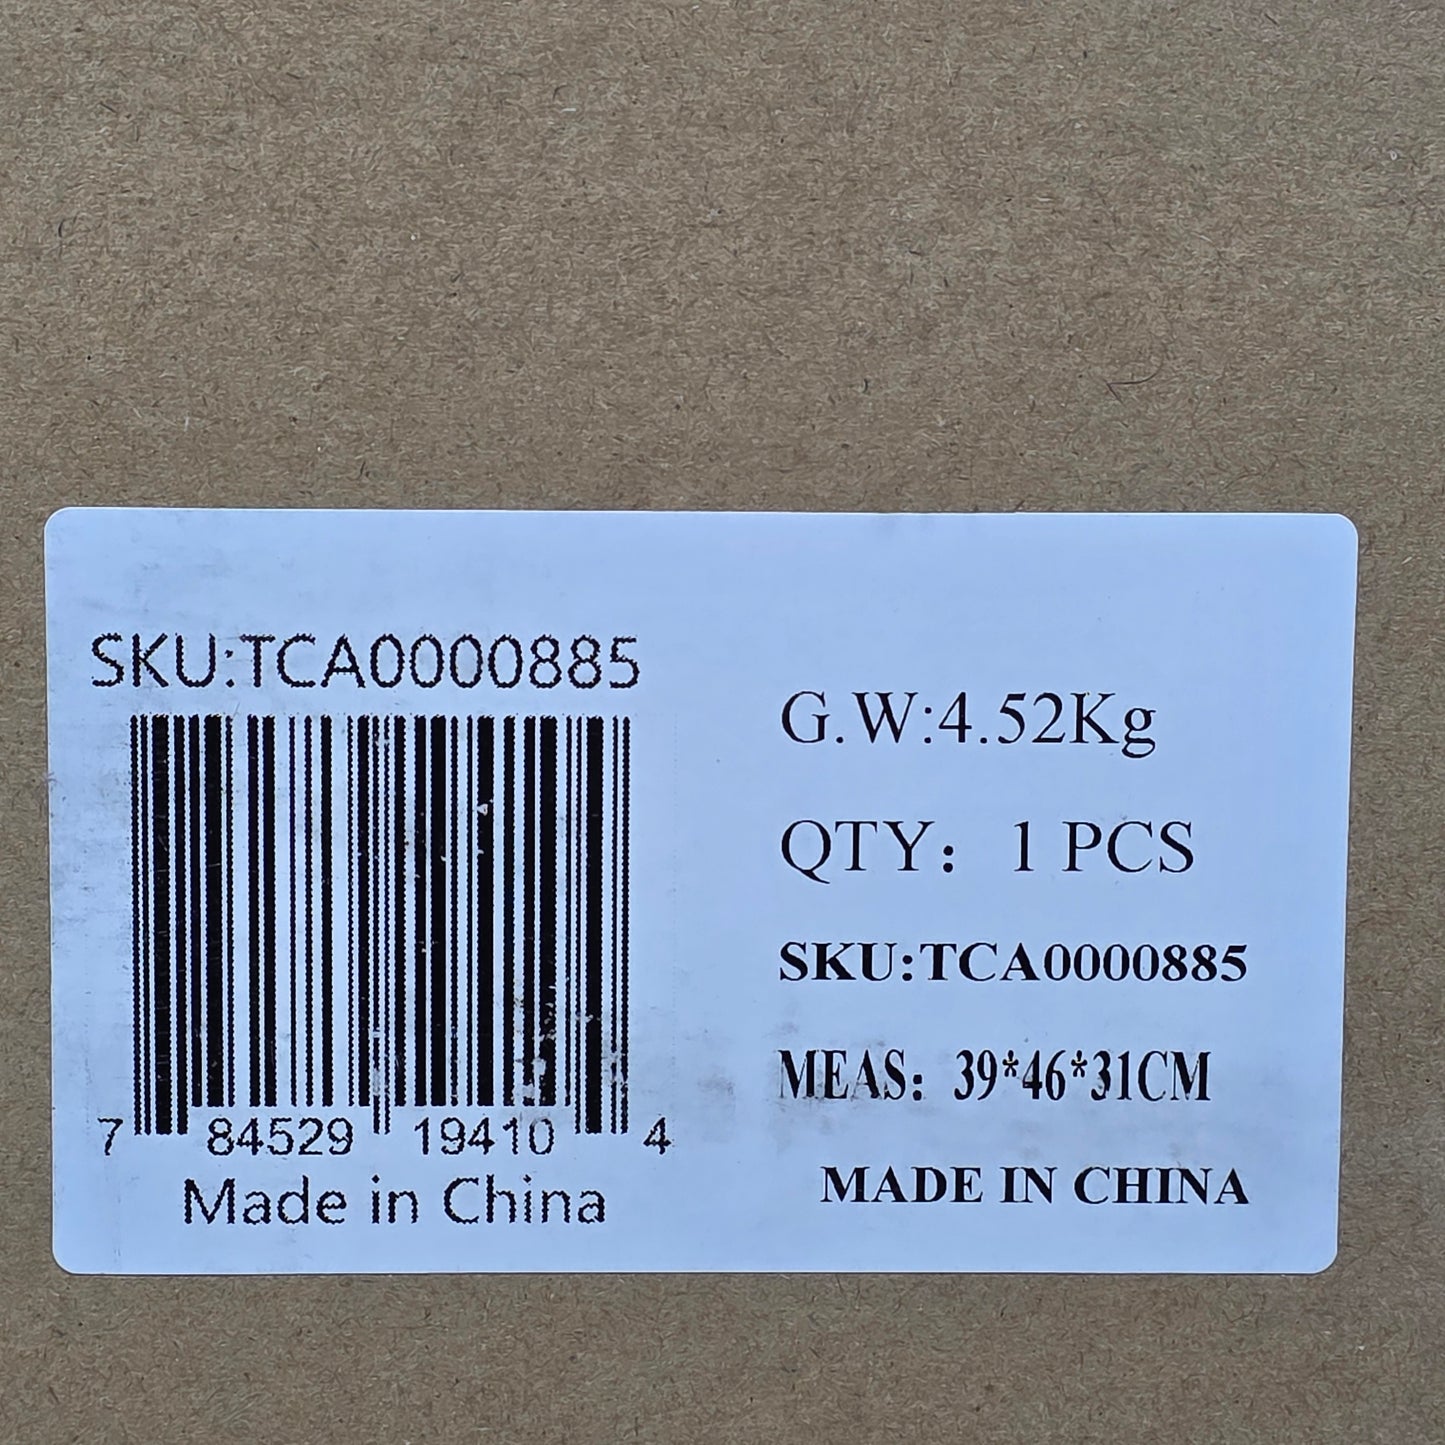 SKU:TCA0000885
7 84529 19410 4
Made in China
G.W:4.52Kg
QTY： 1 PCS
SKU:TCA0000885
MEAS：39*46*31CM
MADE IN CHINA